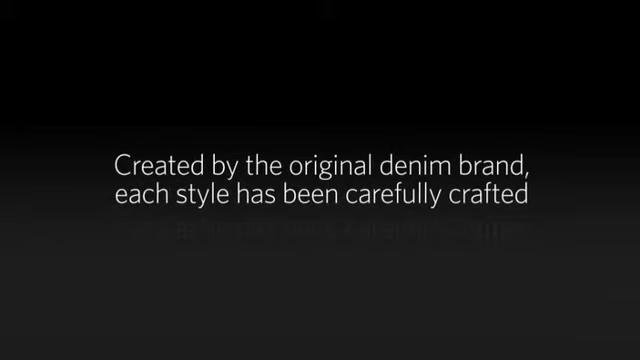 Created by the original denim brand,
each style has been carefully crafted